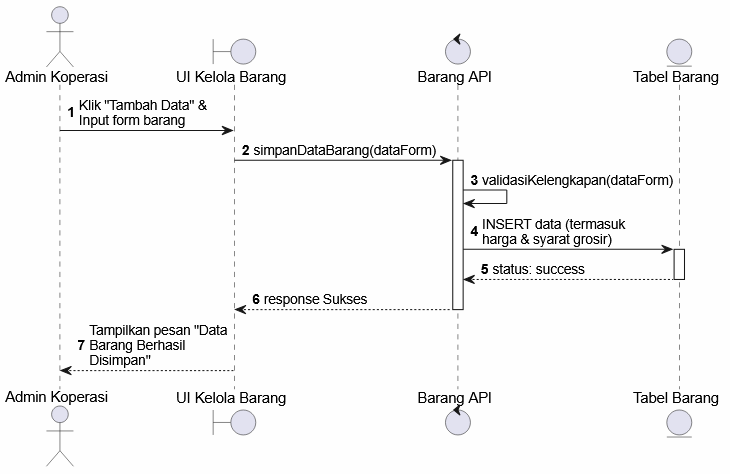 Admin Koperasi
UI Kelola Barang
Barang API
Tabel Barang
1 Klik "Tambah Data" &
Input form barang
2 simpanDataBarang(dataForm)
3 validasiKelengkapan(dataForm)
4 INSERT data (termasuk
harga & syarat grosir)
5 status: success
6 response Sukses
Tampilkan pesan "Data
7 Barang Berhasil
Disimpan"
Admin Koperasi
UI Kelola Barang
Barang API
Tabel Barang